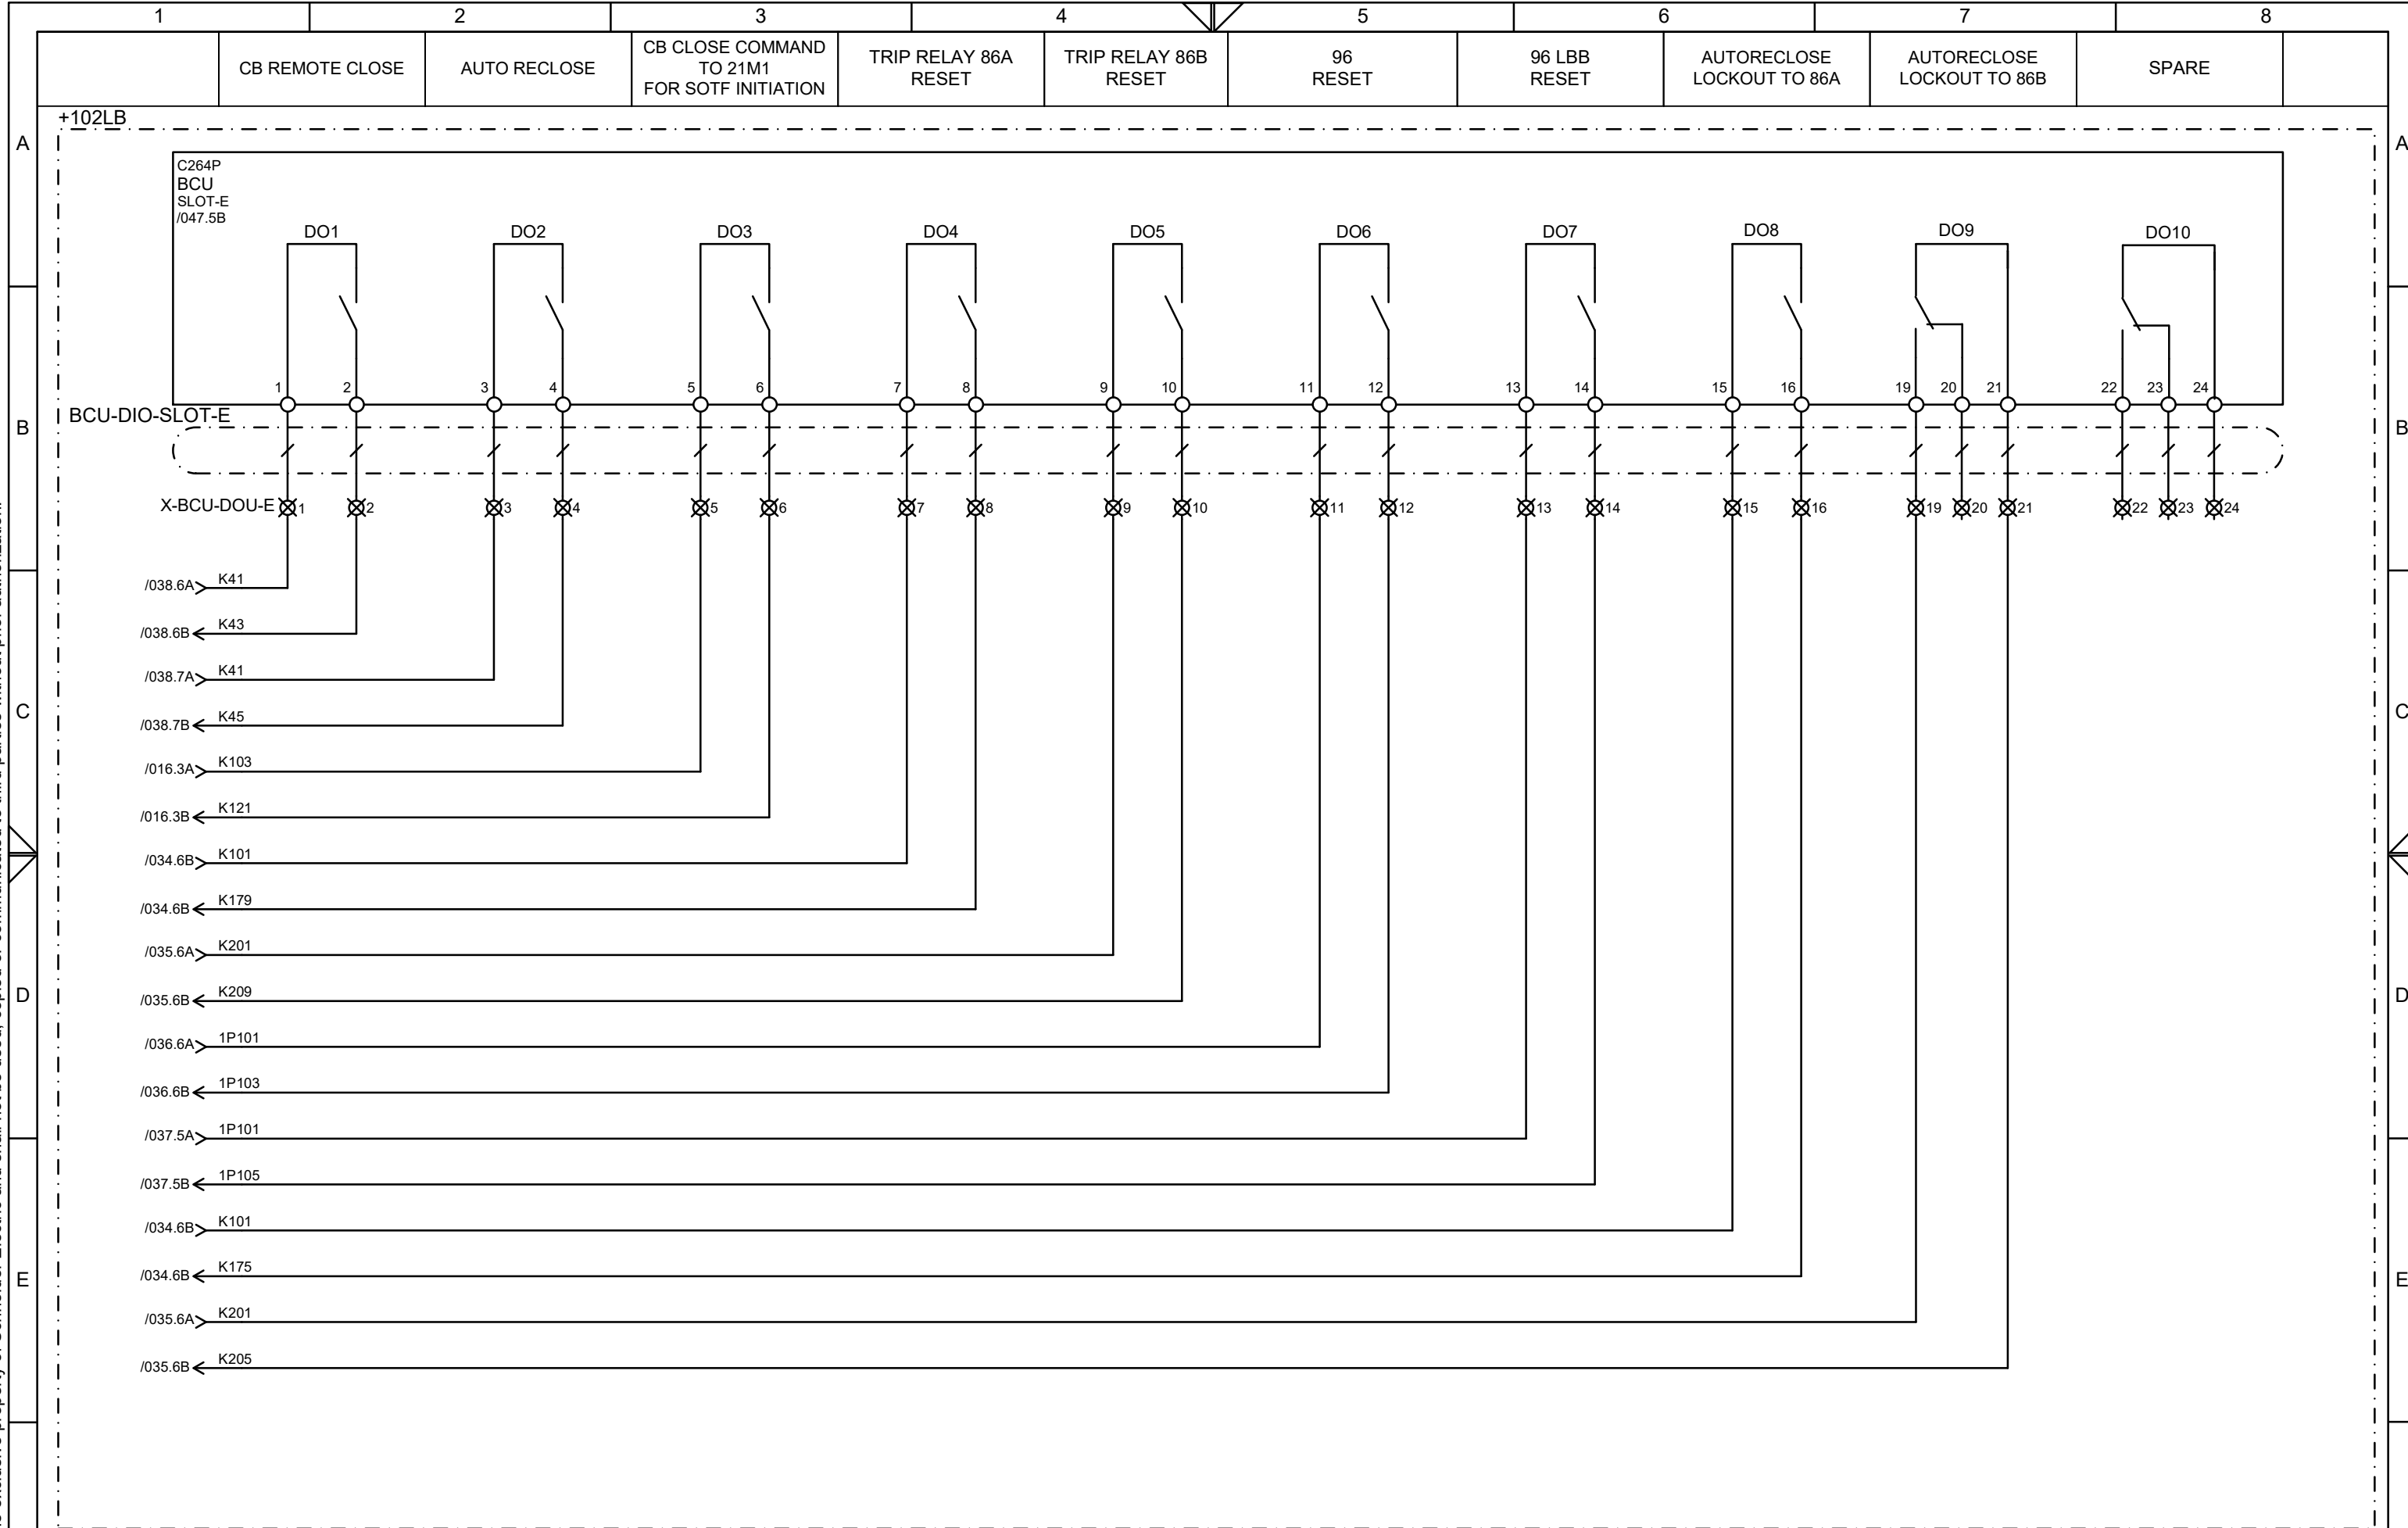 1 2 3 4 5 6 7 8
CB REMOTE CLOSE
AUTO RECLOSE
CB CLOSE COMMAND
TO 21M1
FOR SOTF INITIATION
TRIP RELAY 86A
RESET
TRIP RELAY 86B
RESET
96
RESET
96 LBB
RESET
AUTORECLOSE
LOCKOUT TO 86A
AUTORECLOSE
LOCKOUT TO 86B
SPARE
+102LB
A A
C264P
BCU
SLOT-E
/047.5B
DO1 DO2 DO3 DO4 DO5 DO6 DO7 DO8 DO9 DO10
1 2 3 4 5 6 7 8 9 10 11 12 13 14 15 16 19 20 21 22 23 24
BCU-DIO-SLOT-E
B B
X-BCU-DOU-E 1 2 3 4 5 6 7 8 9 10 11 12 13 14 15 16 19 20 21 22 23 24
/038.6A K41
/038.6B K43
/038.7A K41
C C
/038.7B K45
/016.3A K103
/016.3B K121
/034.6B K101
/034.6B K179
/035.6A K201
D D
/035.6B K209
/036.6A 1P101
/036.6B 1P103
/037.5A 1P101
/037.5B 1P105
/034.6B K101
E E
/034.6B K175
/035.6A K201
/035.6B K205